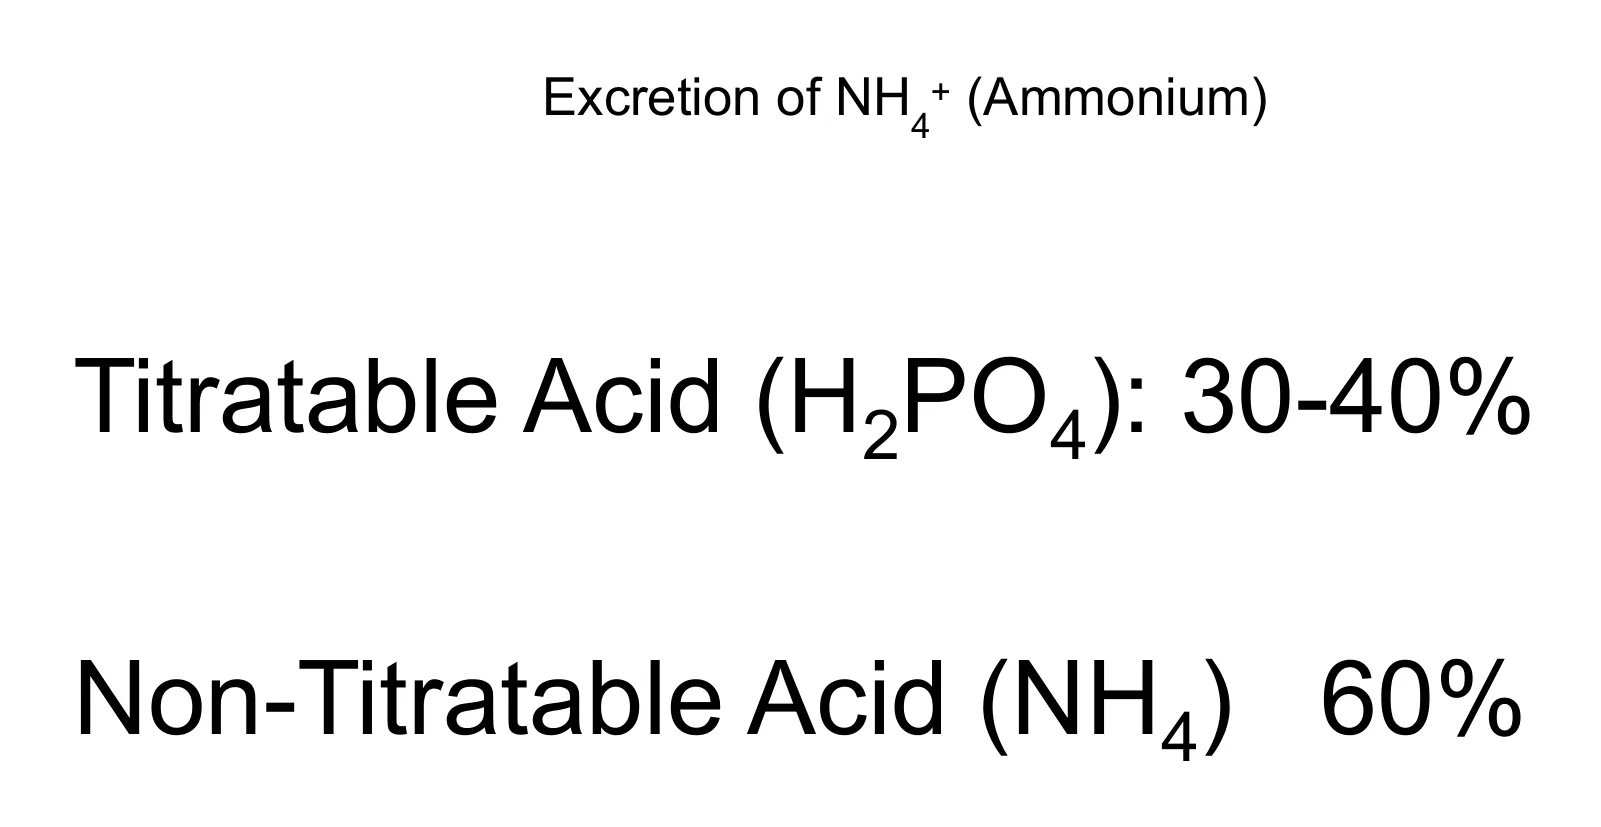 Excretion of NH₄⁺ (Ammonium)
Titratable Acid (H₂PO₄): 30-40%
Non-Titratable Acid (NH₄) 60%